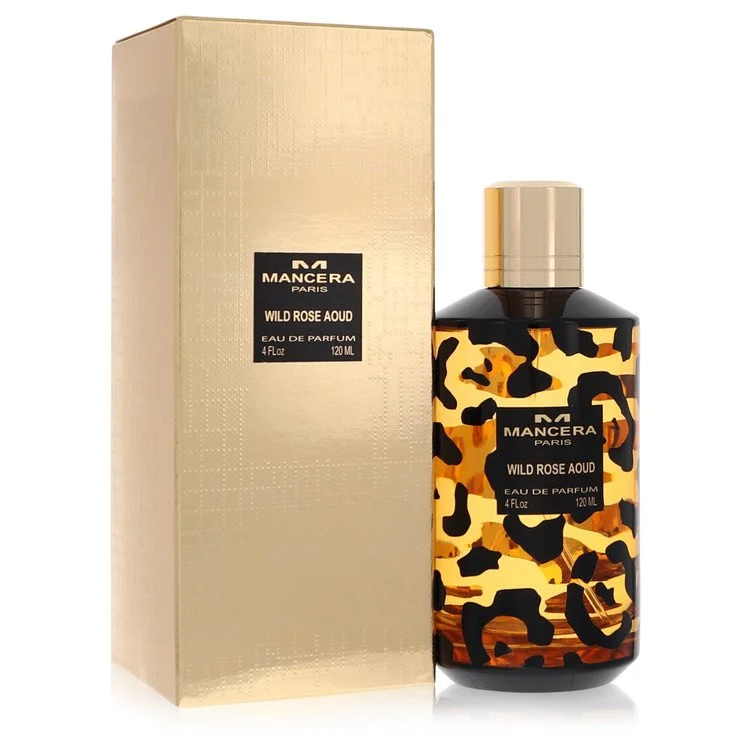 MANCERA
PARIS
WILD ROSE AOUD
EAU DE PARFUM
4 FLoz 120 ML
MANCERA
PARIS
WILD ROSE AOUD
EAU DE PARFUM
4 FLoz 120 ML